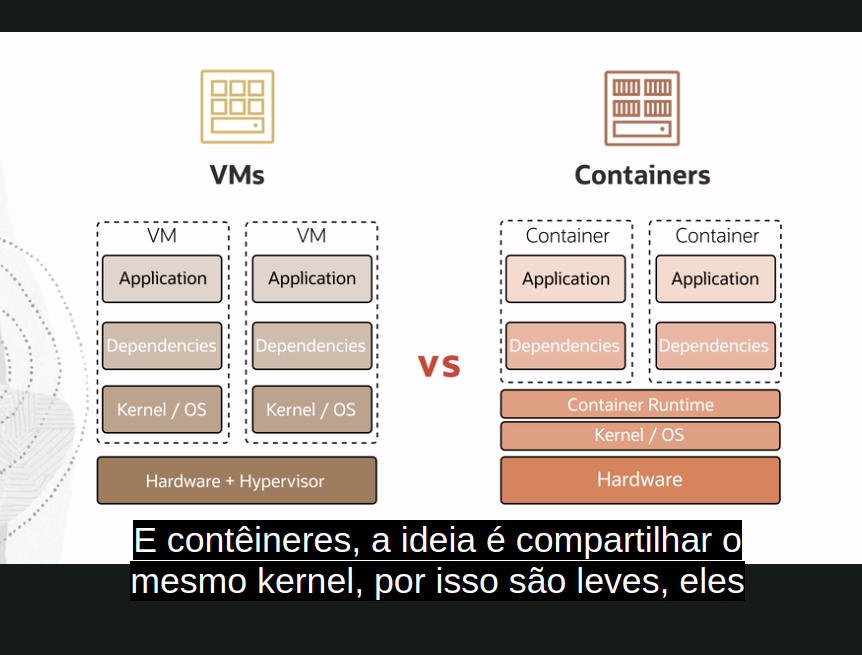 VMs
VM
VM
Application
Application
Dependencies
Dependencies
Kernel / OS
Kernel / OS
Hardware + Hypervisor
vs
Containers
Container
Container
Application
Application
Dependencies
Dependencies
Container Runtime
Kernel / OS
Hardware
E contêineres, a ideia é compartilhar o
mesmo kernel, por isso são leves, eles